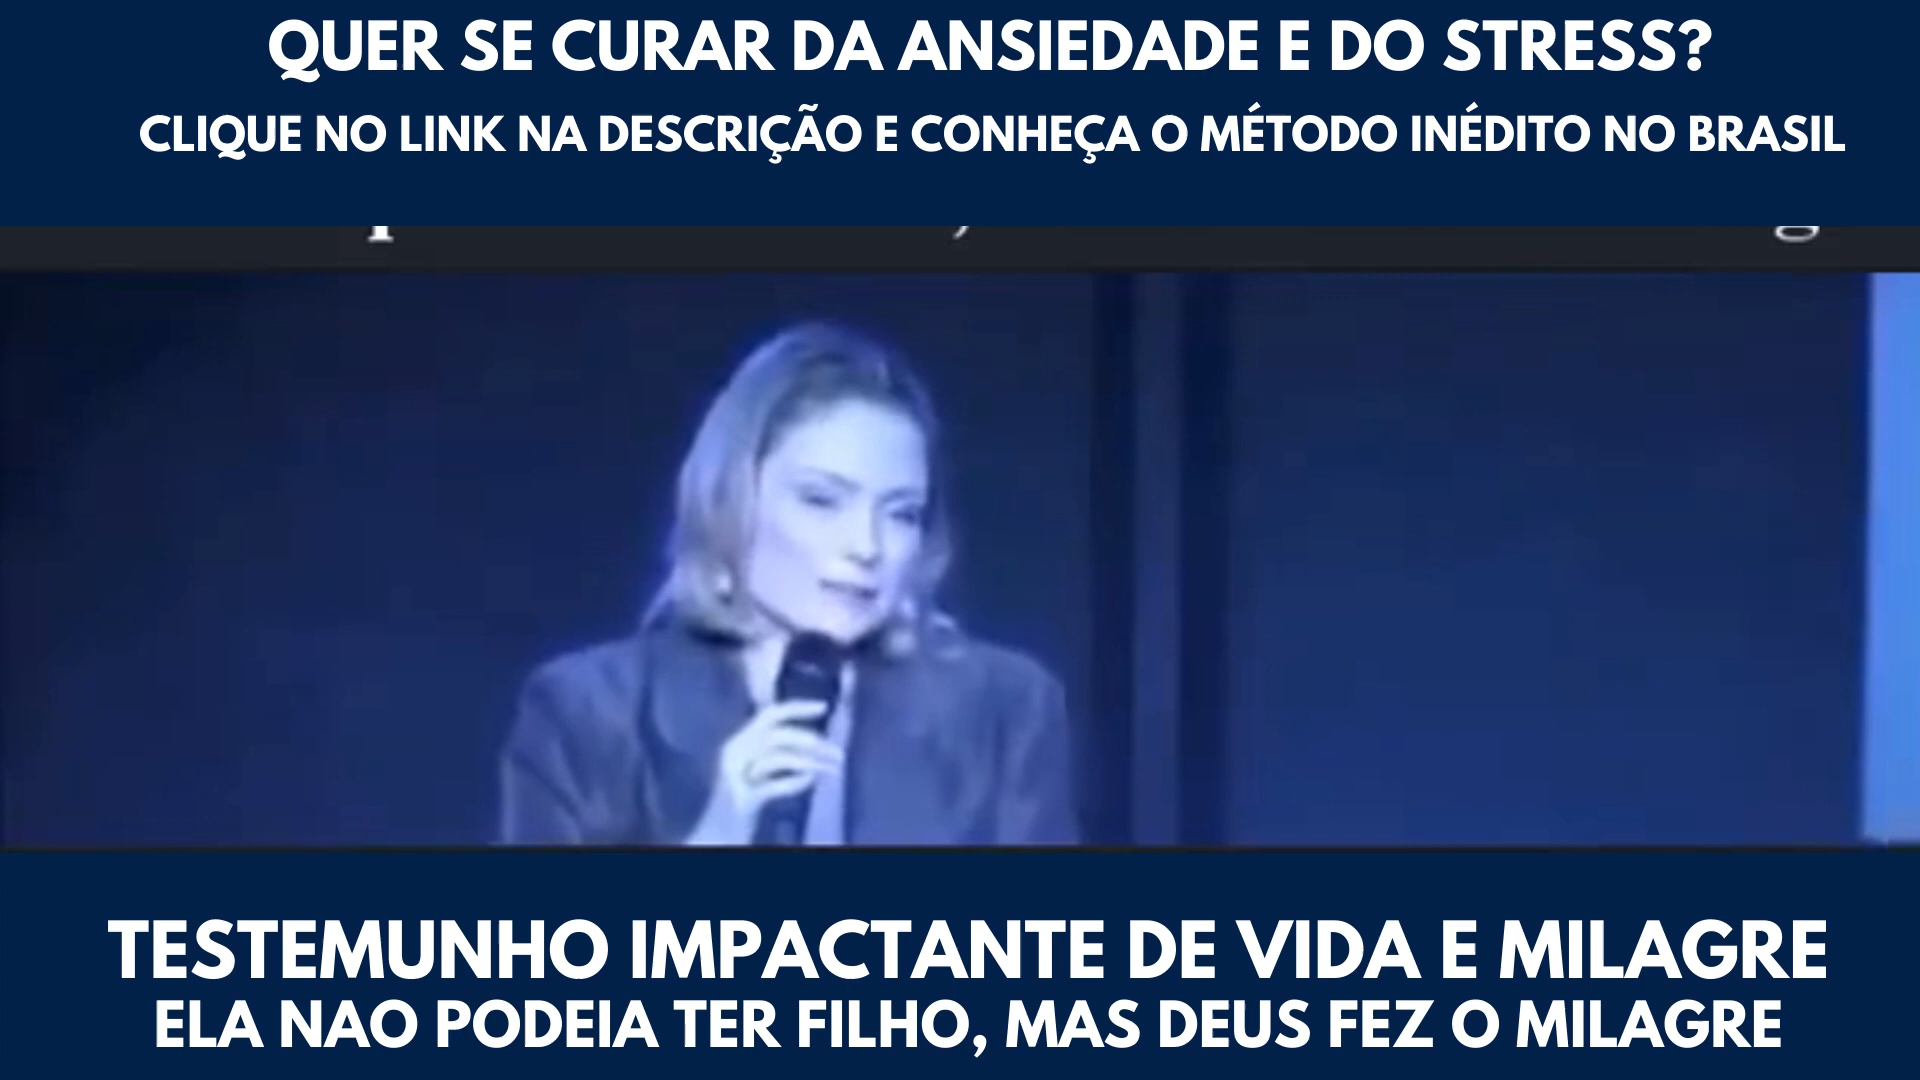 QUER SE CURAR DA ANSIEDADE E DO STRESS?
CLIQUE NO LINK NA DESCRIÇÃO E CONHEÇA O MÉTODO INÉDITO NO BRASIL
TESTEMUNHO IMPACTANTE DE VIDA E MILAGRE
ELA NAO PODEIA TER FILHO, MAS DEUS FEZ O MILAGRE